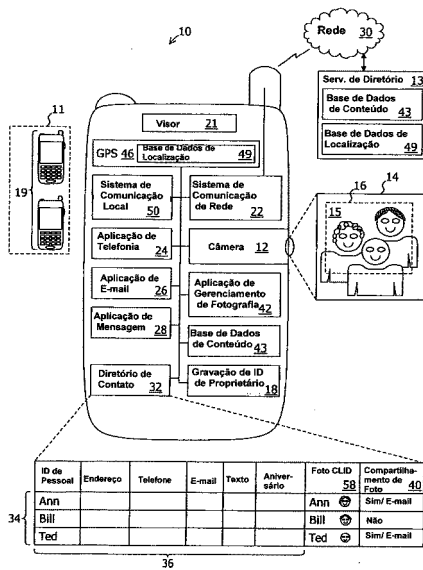 10
Rede
30
Serv. de Diretório 13
Base de Dados
de Conteúdo
43
Base de Dados de
Localização
49
11
19
Visor 21
GPS 46
Base de Dados de
Localização 49
Sistema de
Comunicação
Local
50
Sistema de
Comunicação
de Rede
22
Aplicação de
Telefonia
24
Câmera 12
Aplicação de
E-mail
26
Aplicação de
Gerenciamento
de Fotografia
42
Aplicação de
Mensagem 28
Base de Dados
de Conteúdo 43
Diretório de
Contato 32
Gravação de ID
de Proprietário 18
16
14
15
ID de
Pessoal
Endereço
Telefone
E-mail
Texto
Aniver-
sário
Foto CLID
58
Compartilha-
mento de
Foto 40
34
Ann
Ann
Sim/ E-mail
Bill
Bill
Não
Ted
Ted
Sim/ E-mail
36